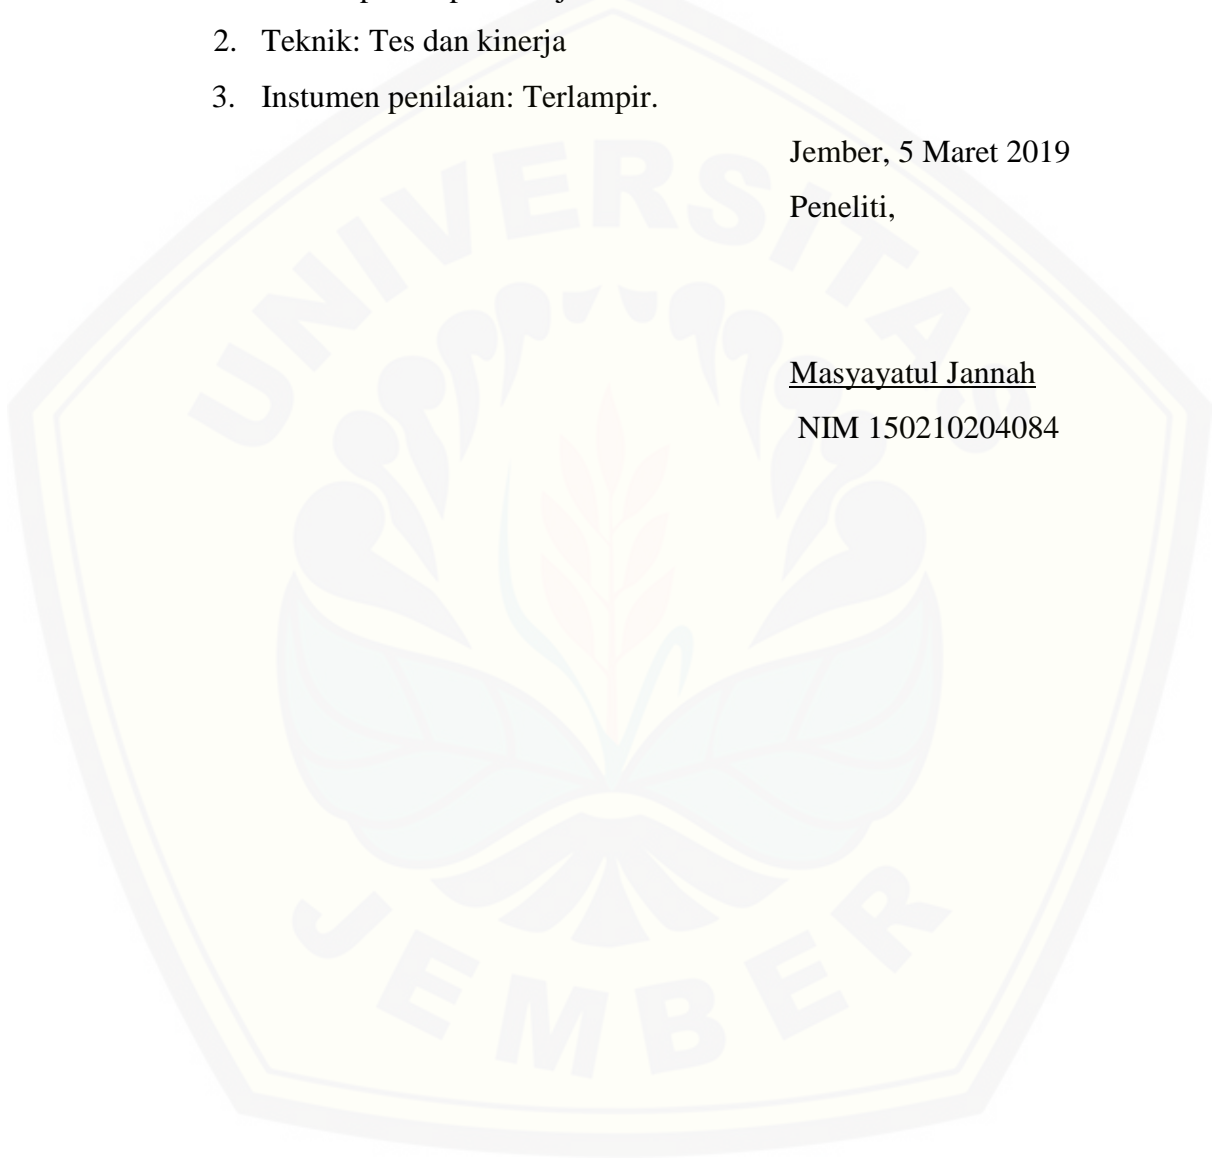 2. Teknik: Tes dan kinerja
3. Instumen penilaian: Terlampir.
Jember, 5 Maret 2019
Peneliti,
Masyayatul Jannah
NIM 150210204084
UNIVERSITAS
JEMBER